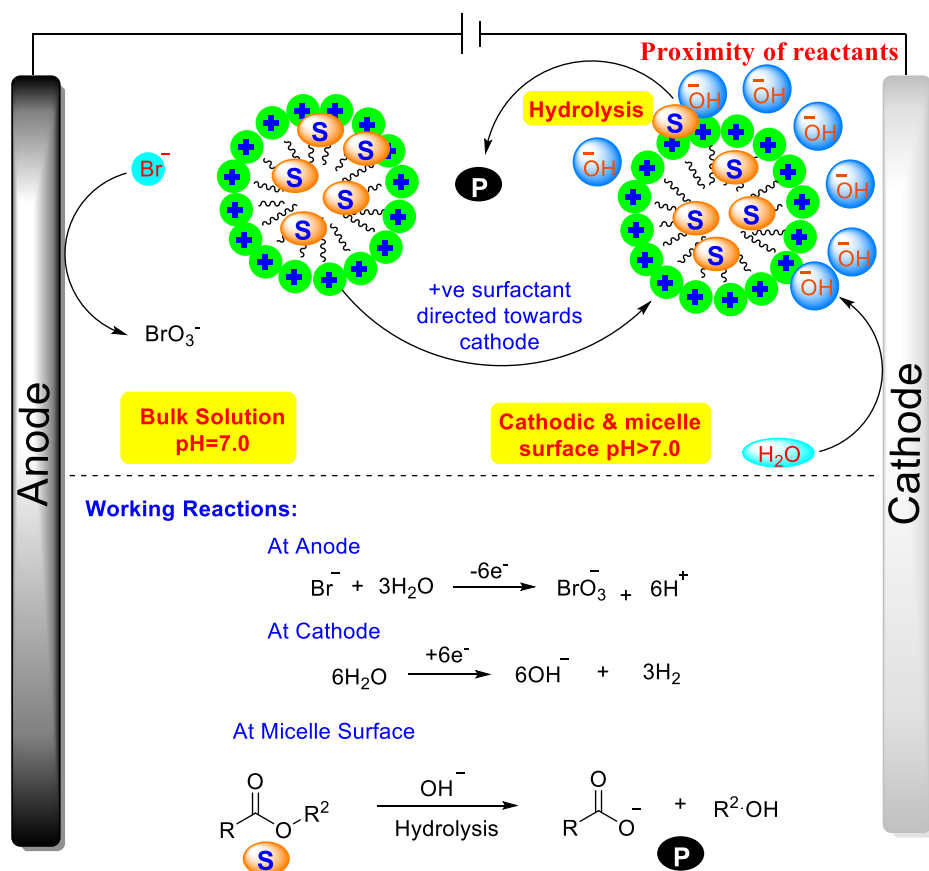 Proximity of reactants
Hydrolysis
Br⁻
S
S
S
S
S
P
S
S
S
S
S
⁻OH
⁻OH
⁻OH
⁻OH
⁻OH
⁻OH
⁻OH
+ve surfactant
directed towards
cathode
BrO₃⁻
Anode
Cathode
Bulk Solution
pH=7.0
Cathodic & micelle
surface pH>7.0
H₂O
Working Reactions:
At Anode
Br⁻ + 3H₂O -6e⁻ BrO₃⁻ + 6H⁺
At Cathode
6H₂O +6e⁻ 6OH⁻ + 3H₂
At Micelle Surface
R O O R² OH⁻ Hydrolysis R O O⁻ + R²·OH
S
P